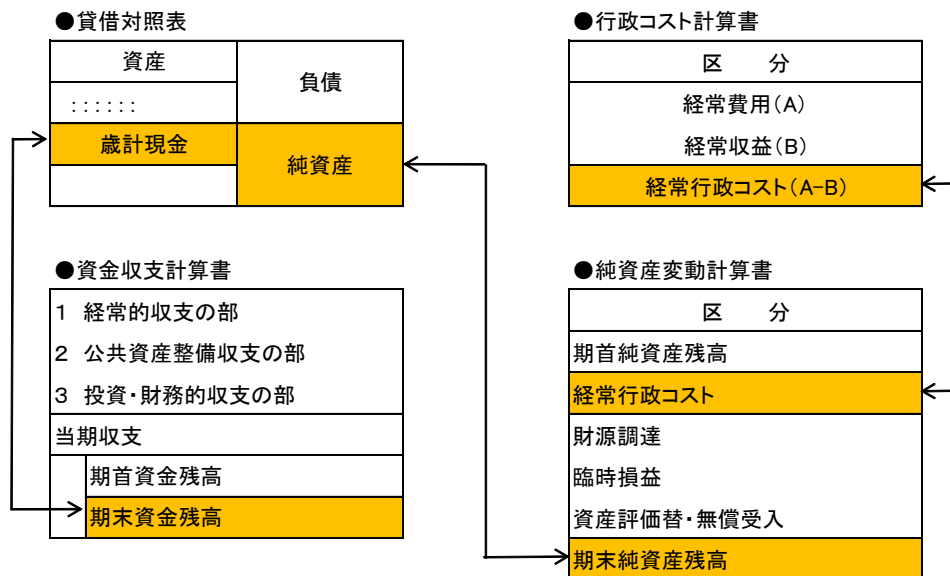 ●貸借対照表
資産
負債
：：：：：：
歳計現金
純資産
●行政コスト計算書
区　　分
経常費用（A）
経常収益（B）
経常行政コスト（A-B）
●資金収支計算書
１ 経常的収支の部
２ 公共資産整備収支の部
３ 投資・財務的収支の部
当期収支
期首資金残高
期末資金残高
●純資産変動計算書
区　　分
期首純資産残高
経常行政コスト
財源調達
臨時損益
資産評価替・無償受入
期末純資産残高